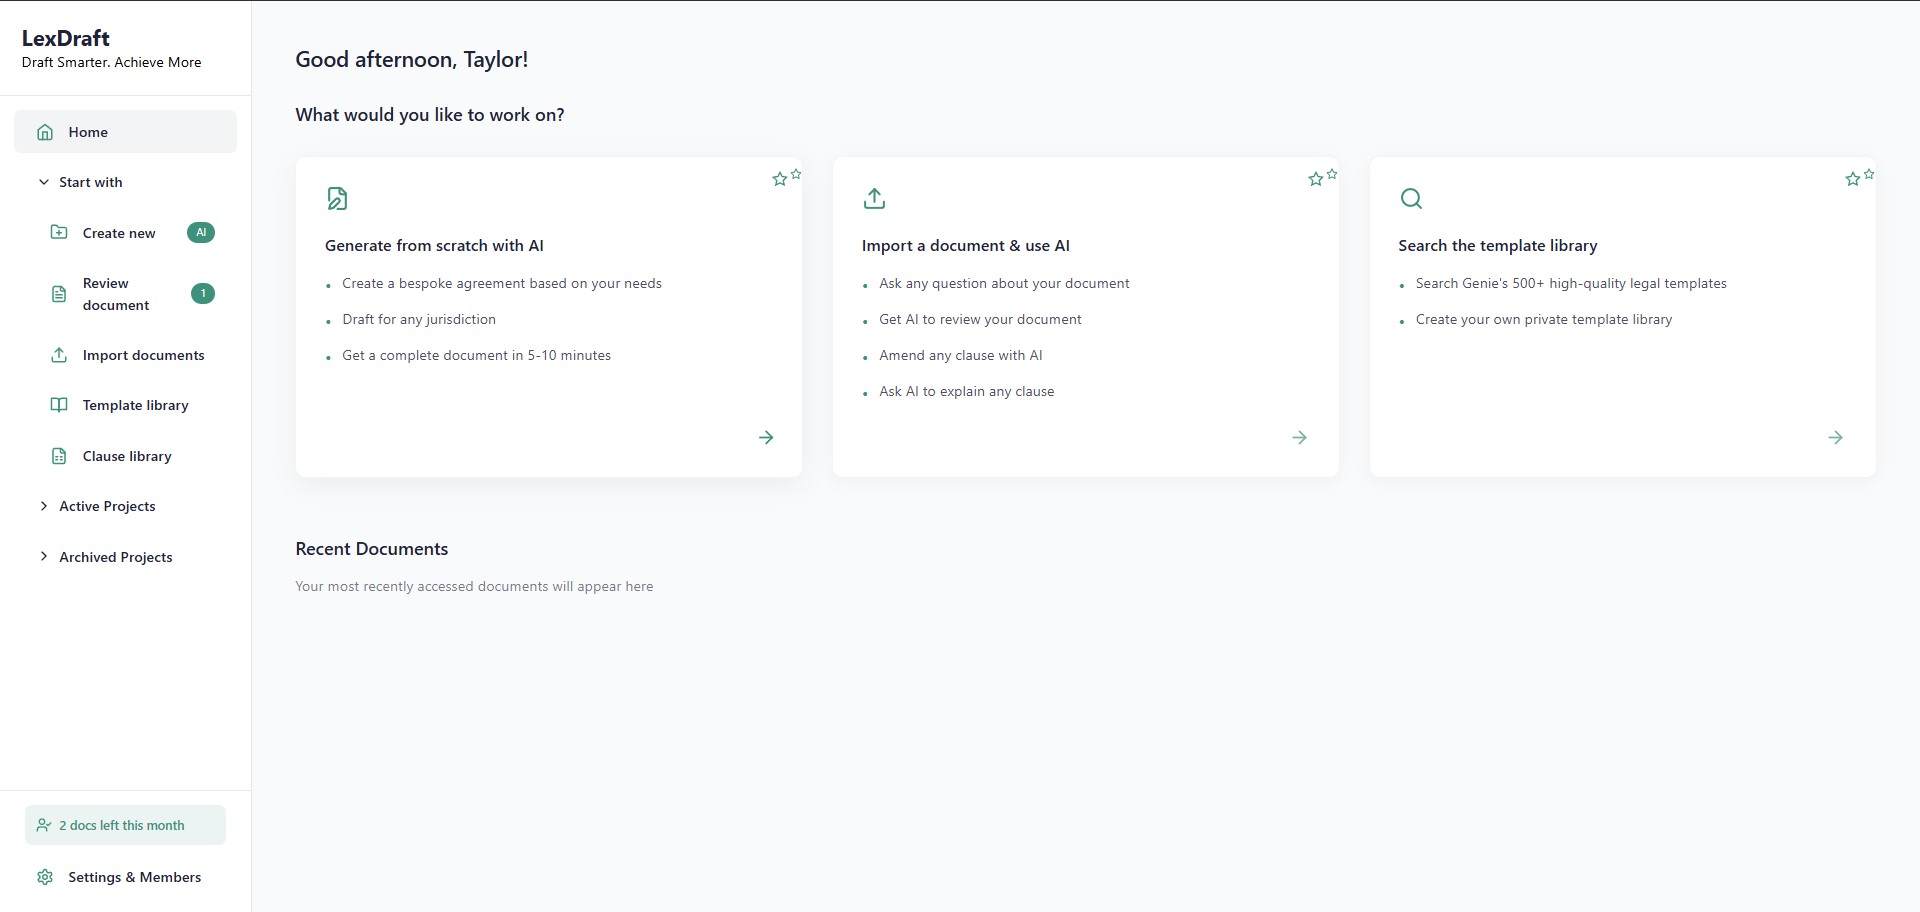 LexDraft
Draft Smarter. Achieve More
Home
Start with
Create new
AI
Review
document
1
Import documents
Template library
Clause library
Active Projects
Archived Projects
2 docs left this month
Settings & Members
Good afternoon, Taylor!
What would you like to work on?
Generate from scratch with AI
• Create a bespoke agreement based on your needs
• Draft for any jurisdiction
• Get a complete document in 5-10 minutes
Import a document & use AI
• Ask any question about your document
• Get AI to review your document
• Amend any clause with AI
• Ask AI to explain any clause
Search the template library
• Search Genie's 500+ high-quality legal templates
• Create your own private template library
Recent Documents
Your most recently accessed documents will appear here